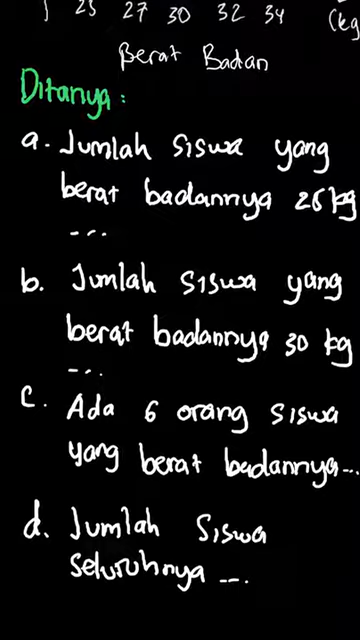 25 27 30 32 34 (kg
Berat Badan
Ditanya :
a. Jumlah siswa yang
berat badannya 26 kg
...
b. Jumlah siswa yang
berat badannya 30 kg
...
c. Ada 6 orang siswa
yang berat badannya...
d. Jumlah siswa
seluruhnya ...